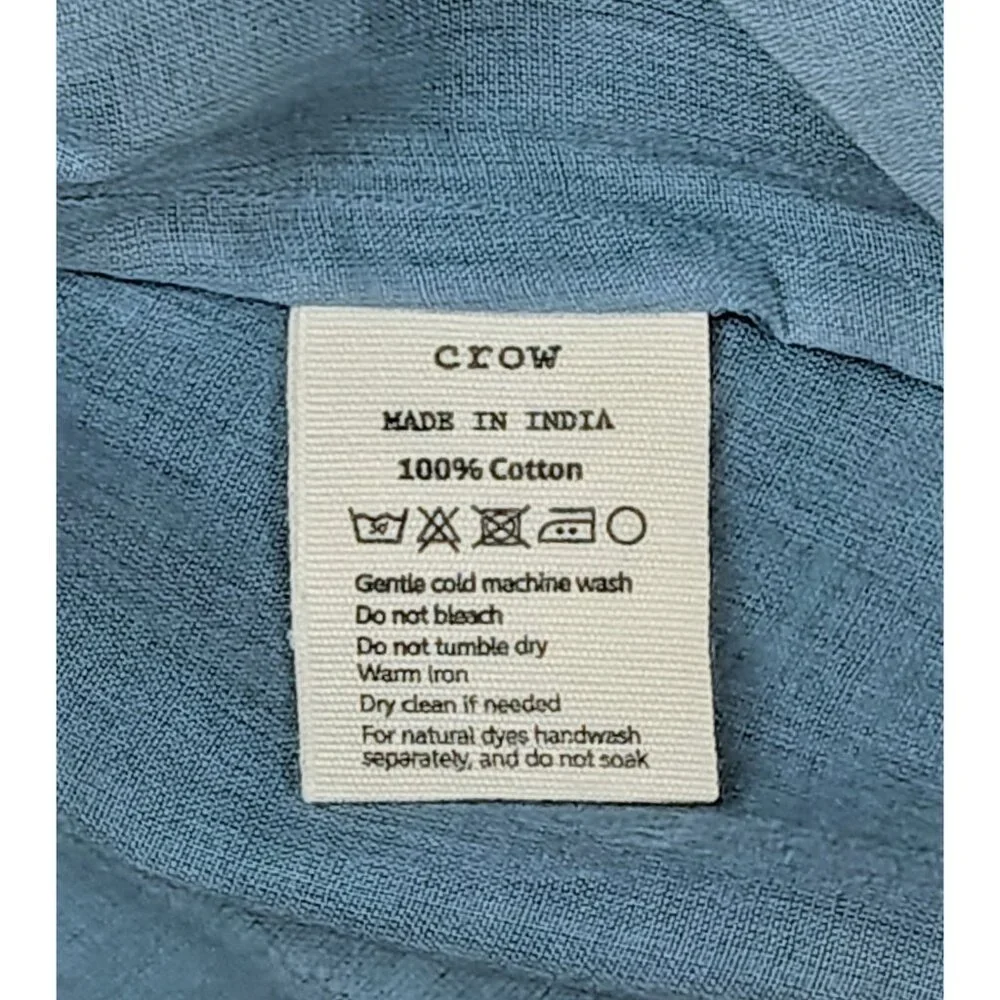 crow
MADE IN INDIA
100% Cotton
30
Gentle cold machine wash
Do not bleach
Do not tumble dry
Warm iron
Dry clean if needed
For natural dyes handwash
separately, and do not soak